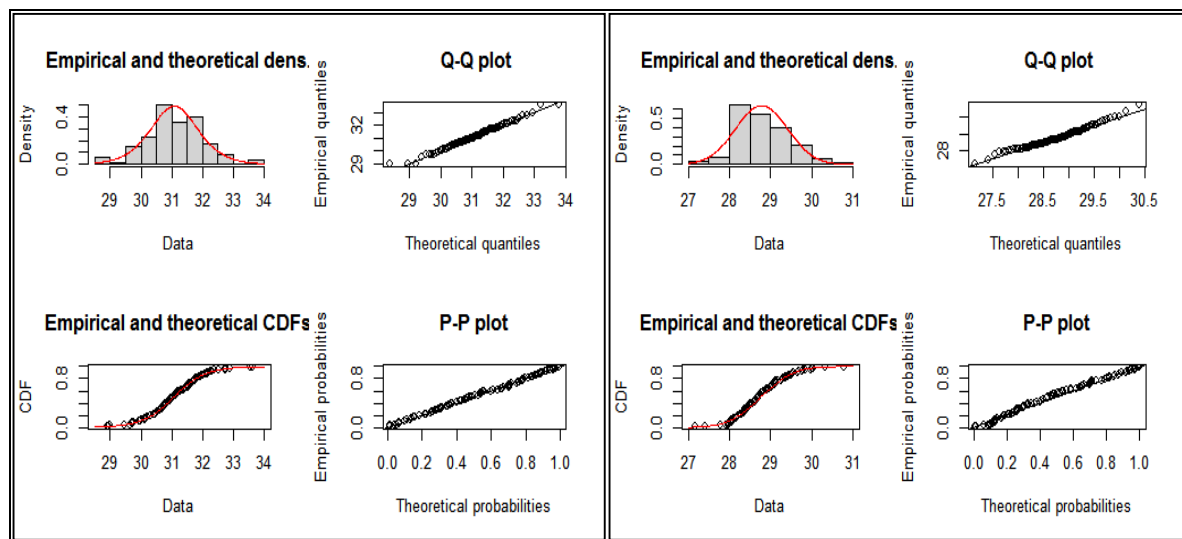 Empirical and theoretical dens.
Density
0.0
0.4
29 30 31 32 33 34
Data
Q-Q plot
Empirical quantiles
29
32
29 30 31 32 33 34
Theoretical quantiles
Empirical and theoretical CDFs
CDF
0.0
0.8
29 30 31 32 33 34
Data
P-P plot
Empirical probabilities
0.0
0.8
0.0 0.2 0.4 0.6 0.8 1.0
Theoretical probabilities
Empirical and theoretical dens.
Density
0.0
0.5
27 28 29 30 31
Data
Q-Q plot
Empirical quantiles
28
27.5 28.5 29.5 30.5
Theoretical quantiles
Empirical and theoretical CDFs
CDF
0.0
0.8
27 28 29 30 31
Data
P-P plot
Empirical probabilities
0.0
0.8
0.0 0.2 0.4 0.6 0.8 1.0
Theoretical probabilities